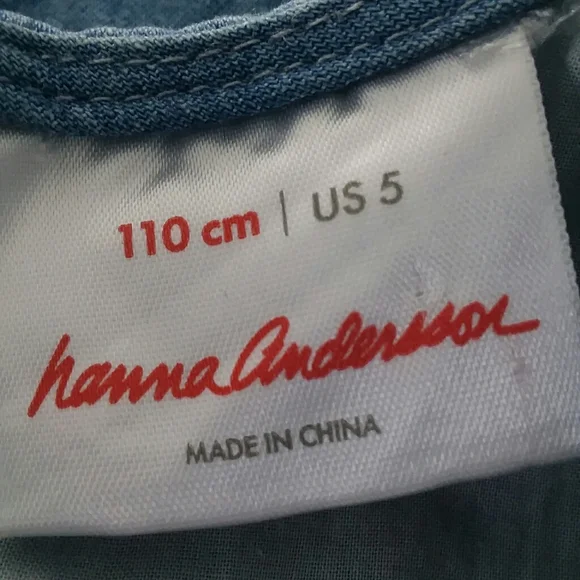 110 cm | US 5
hanna Andersson
MADE IN CHINA